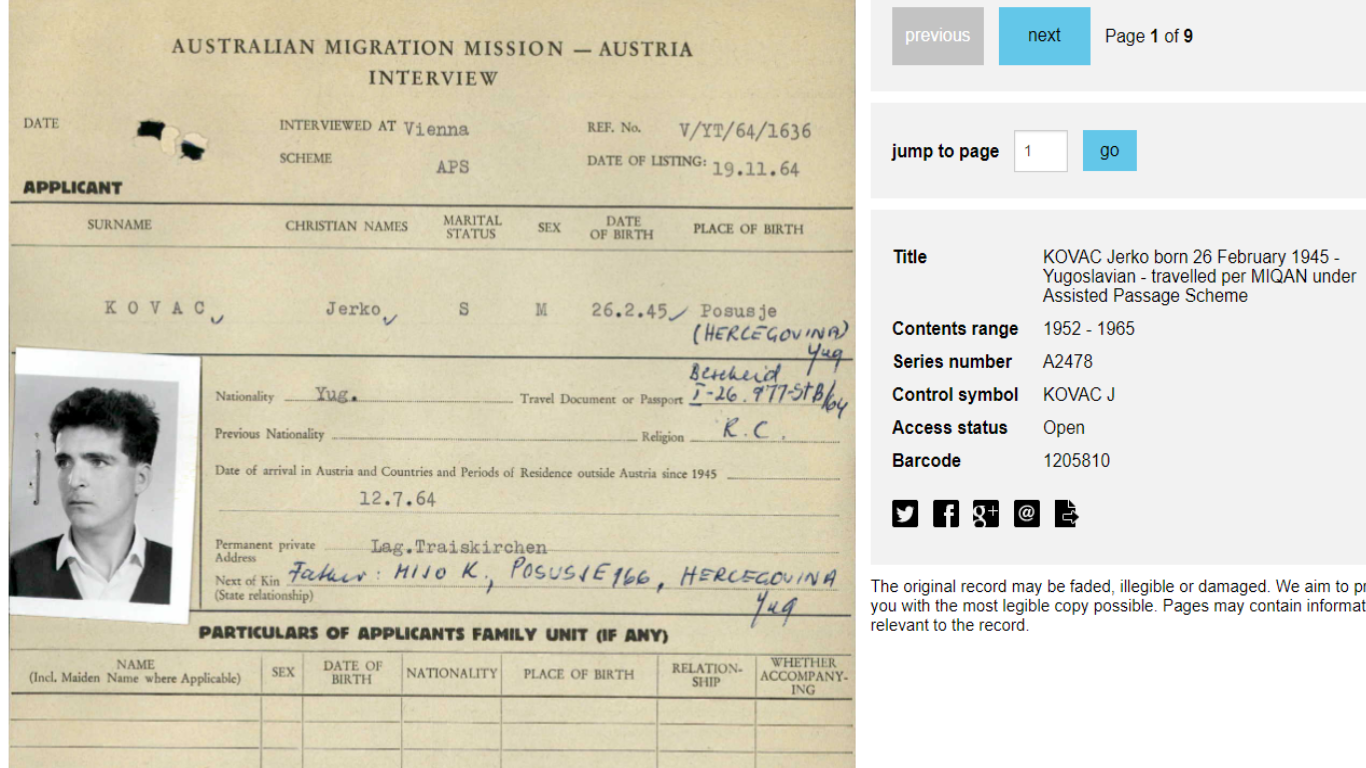 AUSTRALIAN MIGRATION MISSION — AUSTRIA
INTERVIEW
DATE
INTERVIEWED AT Vienna
REF. No. V/YT/64/1636
SCHEME APS
DATE OF LISTING: 19.11.64
APPLICANT
SURNAME CHRISTIAN NAMES MARITAL STATUS SEX DATE OF BIRTH PLACE OF BIRTH
K O V A C Jerko S M 26.2.45 Posusje
(HERCEGOVINA)
Yug
Nationality Yug. Travel Document or Passport Bescheid I-26.977-StB/64
Previous Nationality Religion R.C.
Date of arrival in Austria and Countries and Periods of Residence outside Austria since 1945
12.7.64
Permanent private Address Lag.Traiskirchen
Next of Kin (State relationship) Father: MIJO K., POSUSJE 166, HERCEGOVINA
Yug
PARTICULARS OF APPLICANTS FAMILY UNIT (IF ANY)
NAME (Incl. Maiden Name where Applicable) SEX DATE OF BIRTH NATIONALITY PLACE OF BIRTH RELATION-SHIP WHETHER ACCOMPANY-ING
previous next Page 1 of 9
jump to page 1 go
Title KOVAC Jerko born 26 February 1945 -
Yugoslavian - travelled per MIQAN under
Assisted Passage Scheme
Contents range 1952 - 1965
Series number A2478
Control symbol KOVAC J
Access status Open
Barcode 1205810
The original record may be faded, illegible or damaged. We aim to pr
you with the most legible copy possible. Pages may contain informat
relevant to the record.